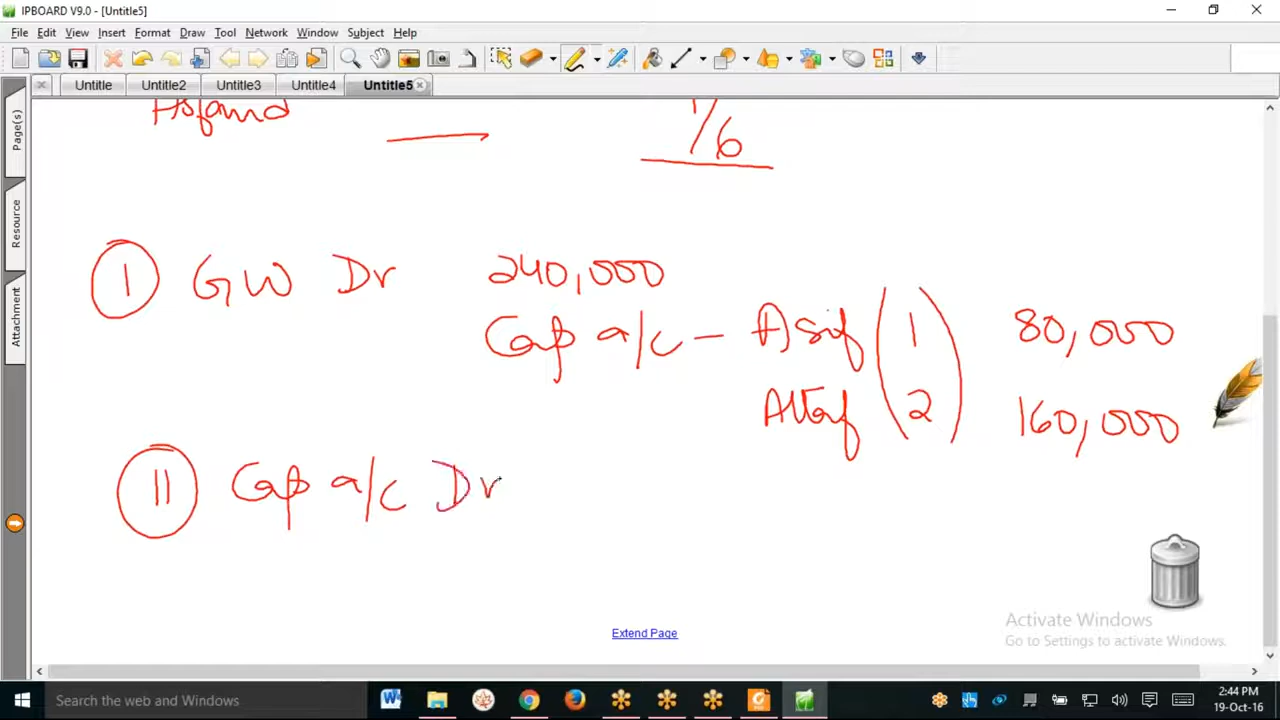 IPBOARD V9.0 - [Untitle5]
File Edit View Insert Format Draw Tool Network Window Subject Help
Untitle Untitle2 Untitle3 Untitle4 Untitle5
Page(s)
Resource
Attachment
1/6
I GW Dr 240,000
Cap a/c - Asif 1 80,000
Altaf 2 160,000
II Cap a/c Dr
Extend Page
Activate Windows
Go to Settings to activate Windows.
Search the web and Windows
2:44 PM
19-Oct-16